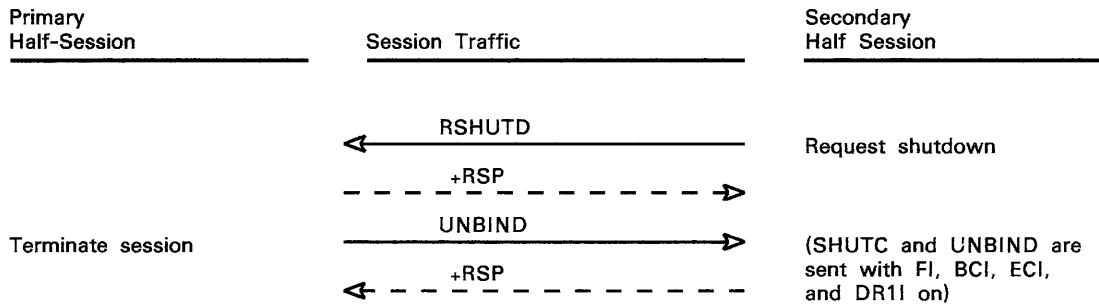 Primary
Half-Session
Session Traffic
Secondary
Half Session
RSHUTD
Request shutdown
+RSP
UNBIND
Terminate session
(SHUTC and UNBIND are
sent with FI, BCI, ECI,
and DR1I on)
+RSP